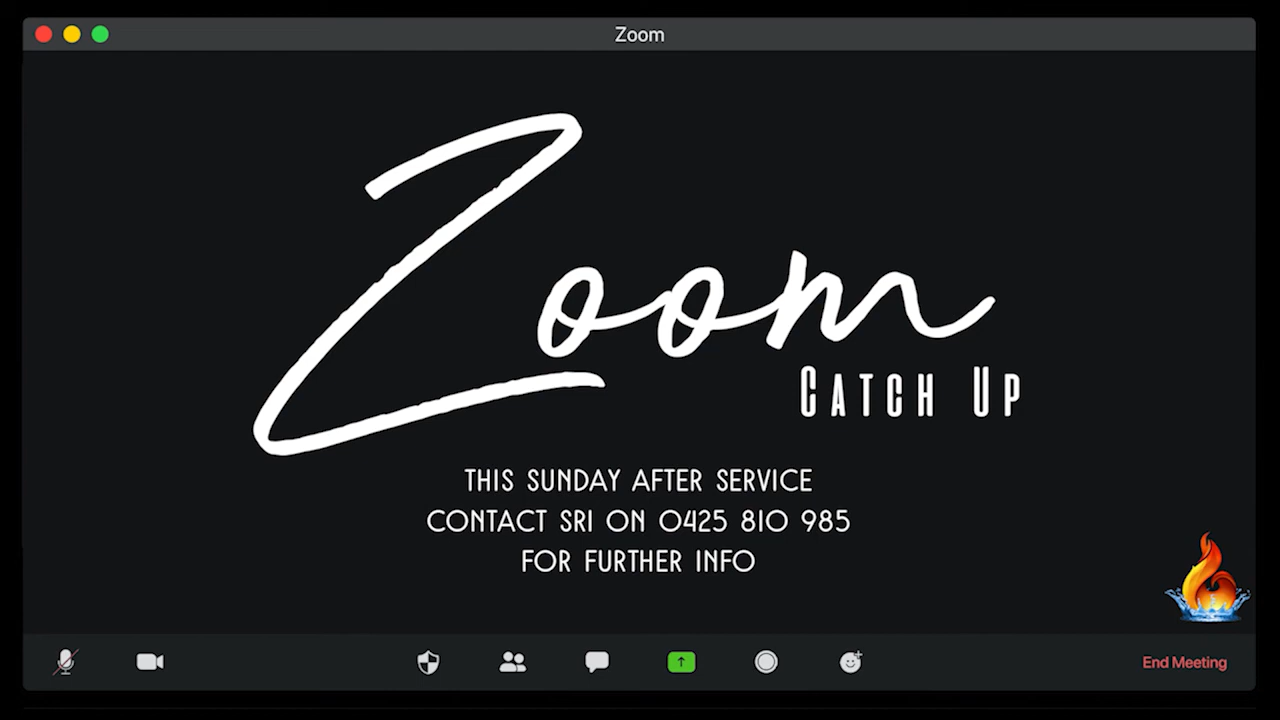 Zoom
Zoom
Catch Up
THIS SUNDAY AFTER SERVICE
CONTACT SRI ON 0425 810 985
FOR FURTHER INFO
End Meeting